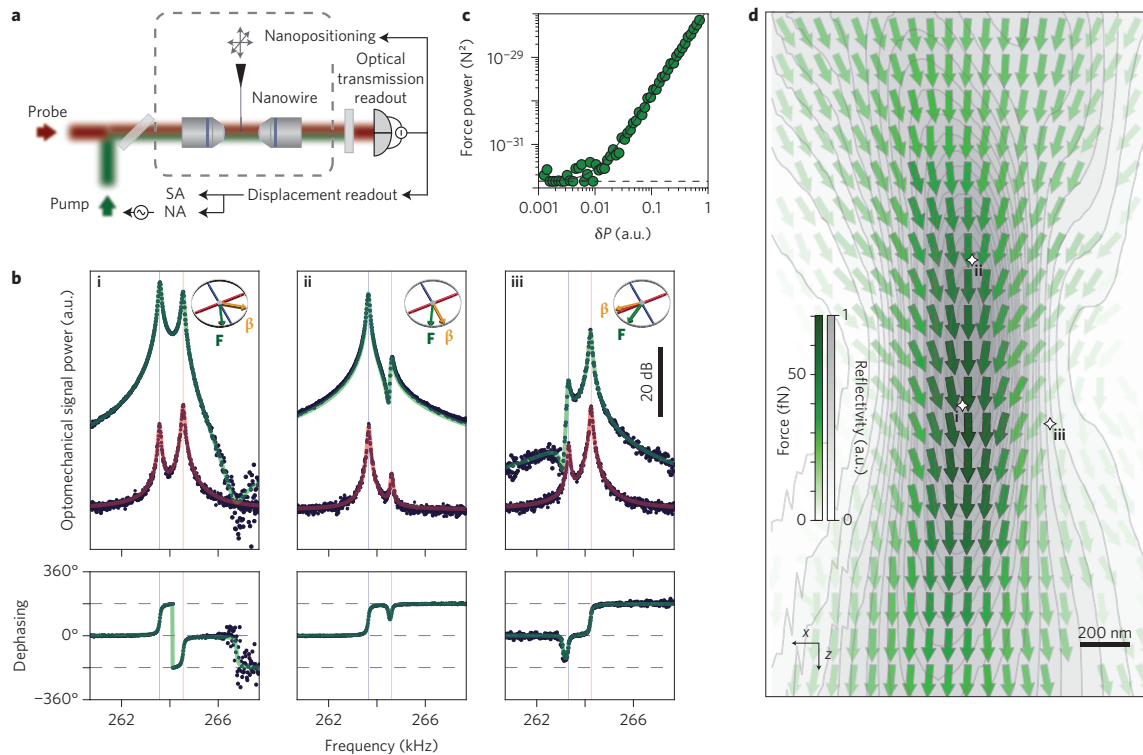 a
Nanopositioning
Optical
transmission
readout
Nanowire
Probe
Pump
SA
NA
Displacement readout
b
Optomechanical signal power (a.u.)
i
β
F
ii
β
F
iii
β
F
20 dB
Dephasing
360°
0°
−360°
262
266
262
266
262
266
Frequency (kHz)
c
Force power (N²)
10⁻²⁹
10⁻³¹
0.001
0.01
0.1
1
δP (a.u.)
d
ii
i
iii
Force (fN)
50
0
1
0
Reflectivity (a.u.)
x
z
200 nm